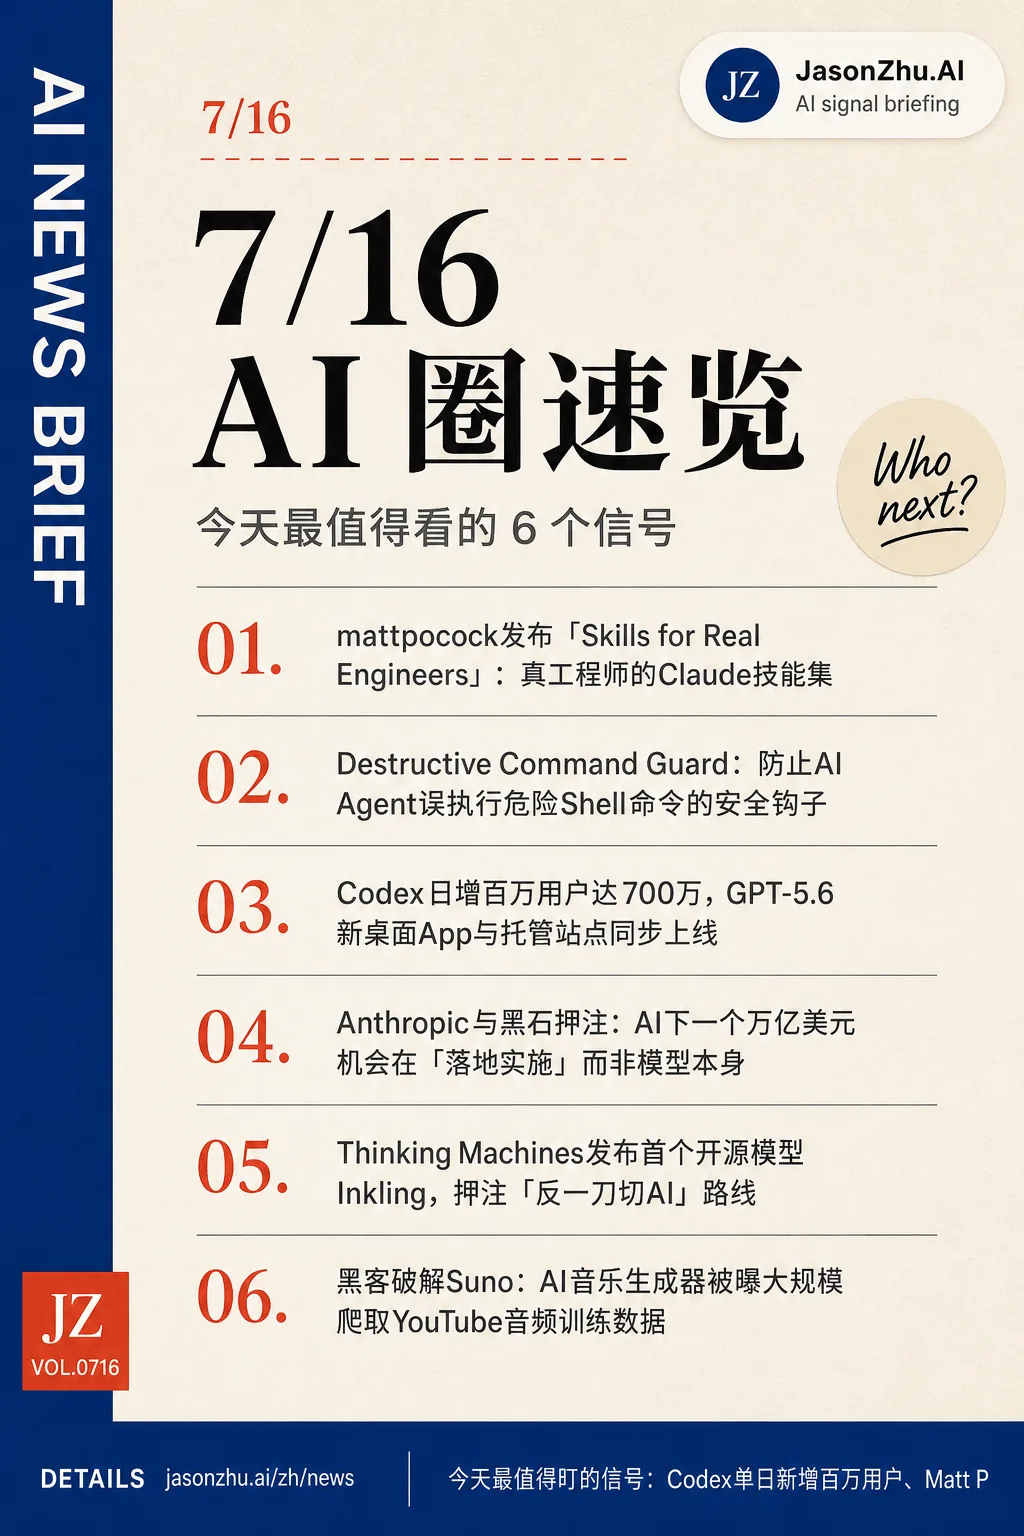 AI NEWS BRIEF
JZ
JasonZhu.AI
AI signal briefing
7/16
7/16
AI 圈速览
今天最值得看的 6 个信号
Who
next?
01.
mattpocock发布「Skills for Real
Engineers」：真工程师的Claude技能集
02.
Destructive Command Guard：防止AI
Agent误执行危险Shell命令的安全钩子
03.
Codex日增百万用户达700万，GPT-5.6
新桌面App与托管站点同步上线
04.
Anthropic与黑石押注：AI下一个万亿美元
机会在「落地实施」而非模型本身
05.
Thinking Machines发布首个开源模型
Inkling，押注「反一刀切AI」路线
06.
黑客破解Suno：AI音乐生成器被曝大规模
爬取YouTube音频训练数据
JZ
VOL.0716
DETAILS jasonzhu.ai/zh/news
今天最值得盯的信号：Codex单日新增百万用户、Matt P